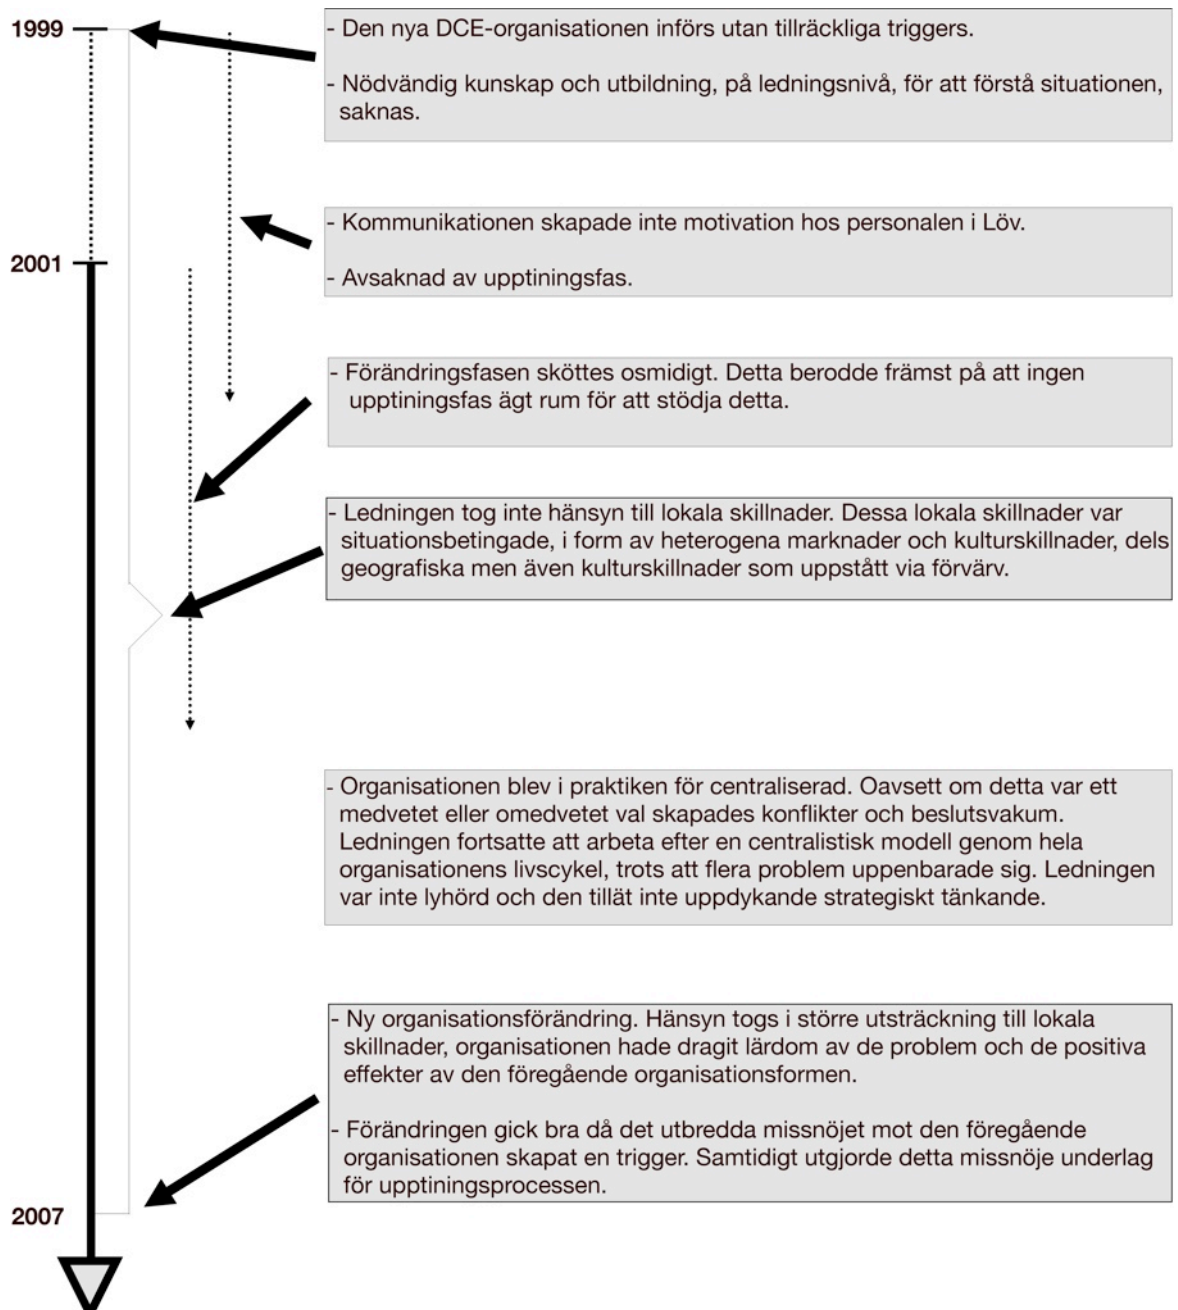 1999
- Den nya DCE-organisationen införs utan tillräckliga triggers.
- Nödvändig kunskap och utbildning, på ledningsnivå, för att förstå situationen,
saknas.
- Kommunikationen skapade inte motivation hos personalen i Löv.
2001
- Avsaknad av upptiningsfas.
- Förändringsfasen sköttes osmidigt. Detta berodde främst på att ingen
upptiningsfas ägt rum för att stödja detta.
- Ledningen tog inte hänsyn till lokala skillnader. Dessa lokala skillnader var
situationsbetingade, i form av heterogena marknader och kulturskillnader, dels
geografiska men även kulturskillnader som uppstått via förvärv.
- Organisationen blev i praktiken för centraliserad. Oavsett om detta var ett
medvetet eller omedvetet val skapades konflikter och beslutsvakum.
Ledningen fortsatte att arbeta efter en centralistisk modell genom hela
organisationens livscykel, trots att flera problem uppenbarade sig. Ledningen
var inte lyhörd och den tillät inte uppdykande strategiskt tänkande.
- Ny organisationsförändring. Hänsyn togs i större utsträckning till lokala
skillnader, organisationen hade dragit lärdom av de problem och de positiva
effekter av den föregående organisationsformen.
- Förändringen gick bra då det utbredda missnöjet mot den föregående
organisationen skapat en trigger. Samtidigt utgjorde detta missnöje underlag
för upptiningsprocessen.
2007